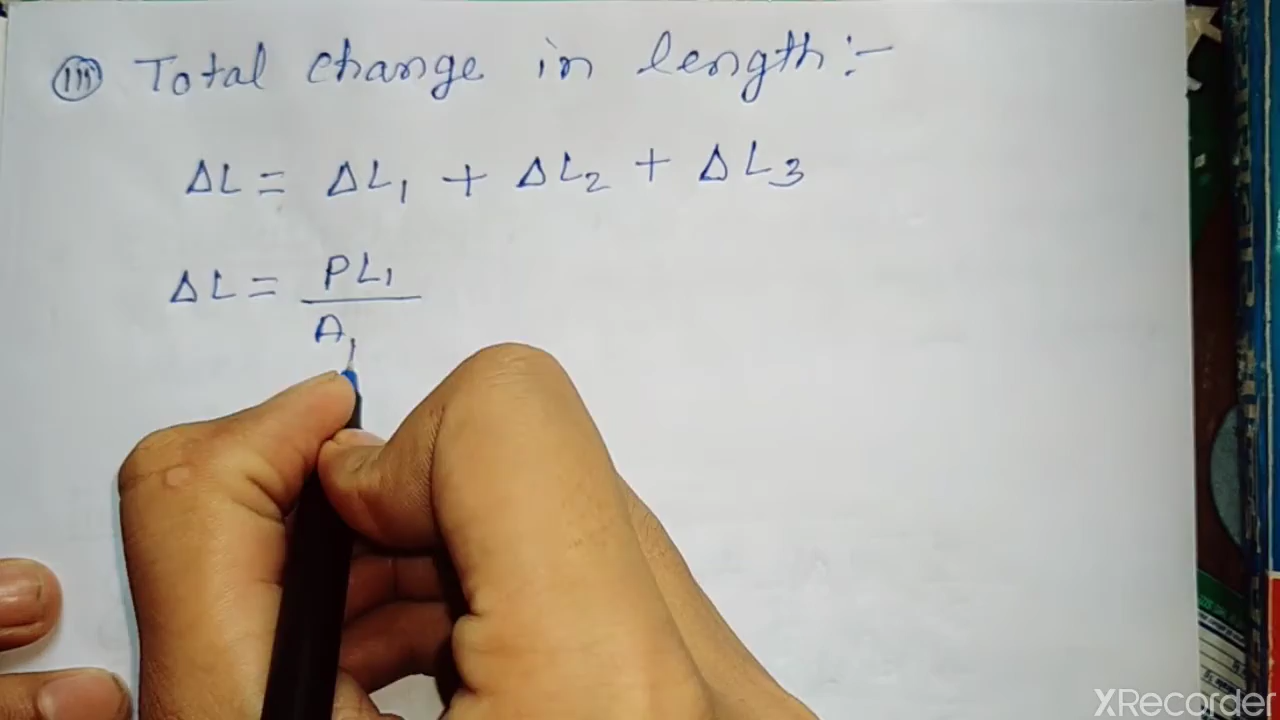 (iii) Total change in length:-
ΔL = ΔL₁ + ΔL₂ + ΔL₃
ΔL = PL₁
A₁
XRecorder